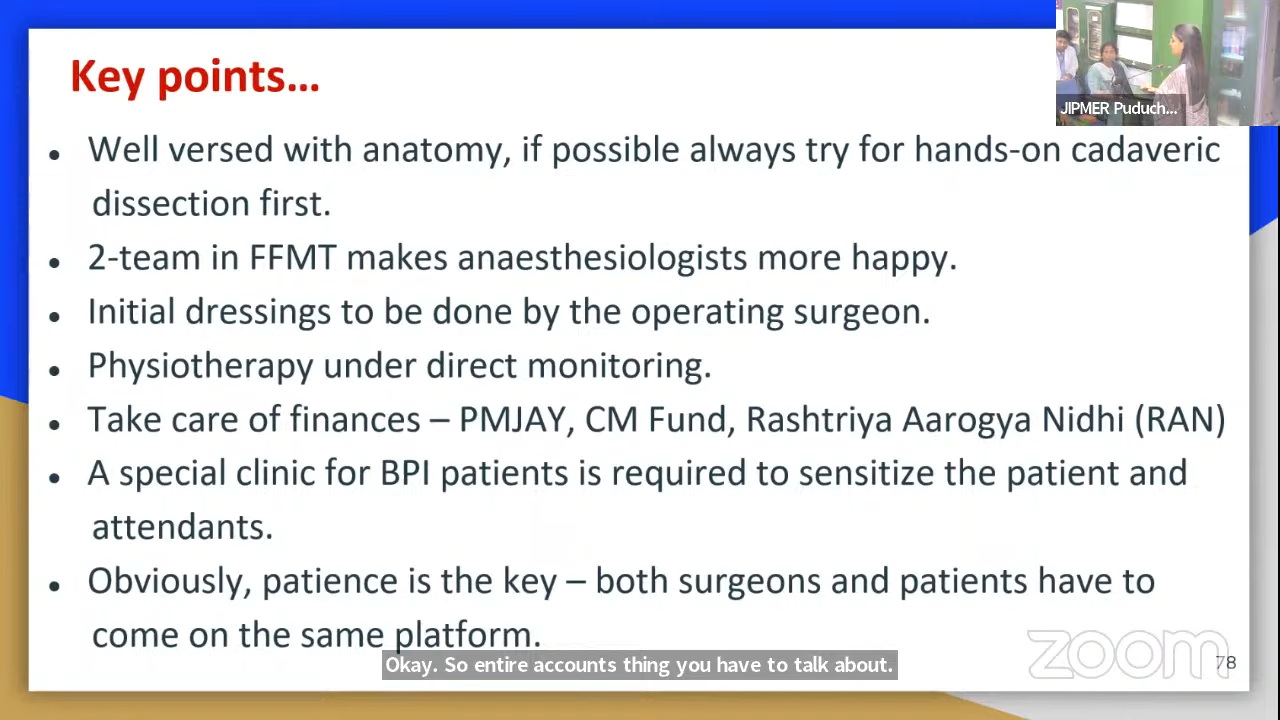 Key points...
JIPMER Puduch...
• Well versed with anatomy, if possible always try for hands-on cadaveric
dissection first.
• 2-team in FFMT makes anaesthesiologists more happy.
• Initial dressings to be done by the operating surgeon.
• Physiotherapy under direct monitoring.
• Take care of finances – PMJAY, CM Fund, Rashtriya Aarogya Nidhi (RAN)
• A special clinic for BPI patients is required to sensitize the patient and
attendants.
• Obviously, patience is the key – both surgeons and patients have to
come on the same platform.
Okay. So entire accounts thing you have to talk about.
zoom
78